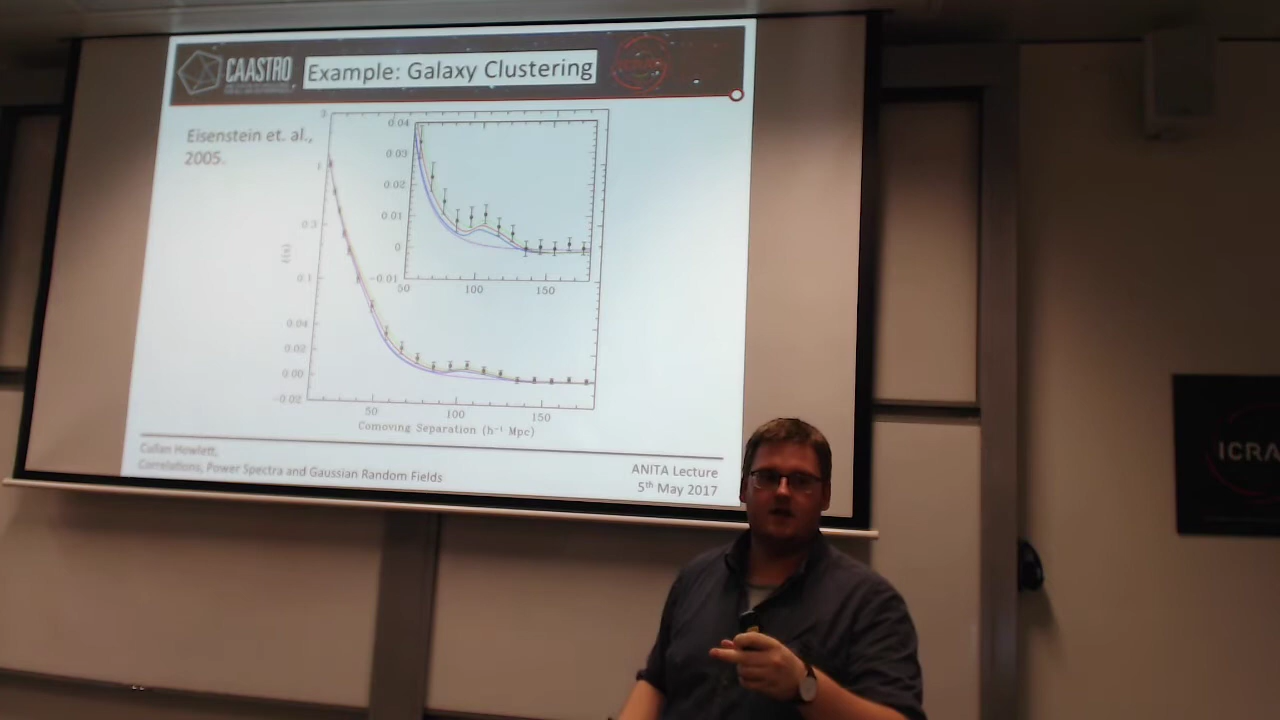 CAASTRO
Example: Galaxy Clustering
Eisenstein et. al.,
2005.
0.04
0.03
0.02
0.01
0
-0.01
50
100
150
1
0.3
0.1
0.04
0.02
0.00
-0.02
50
100
150
Comoving Separation (h⁻¹ Mpc)
Cullan Howlett,
Correlations, Power Spectra and Gaussian Random Fields
ANITA Lecture
5th May 2017
ICRA